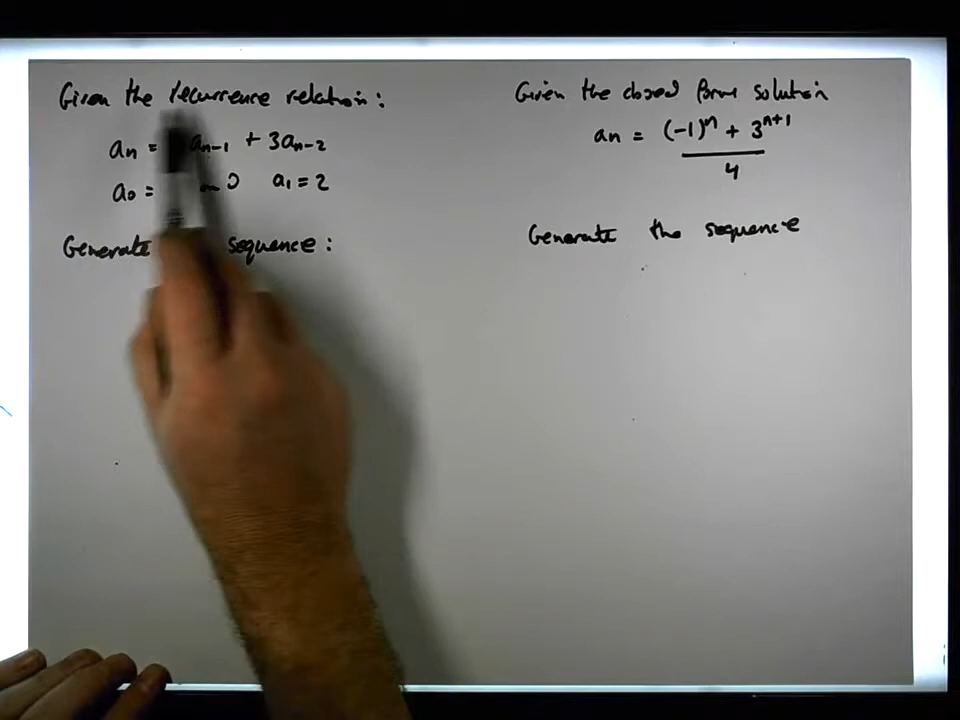 Given the recurrence relation:
an = an-1 + 3an-2
a0 = a1 = 2
Generate sequence:
Given the closed form solution
an = (-1)^n + 3^n+1
4
Generate the sequence